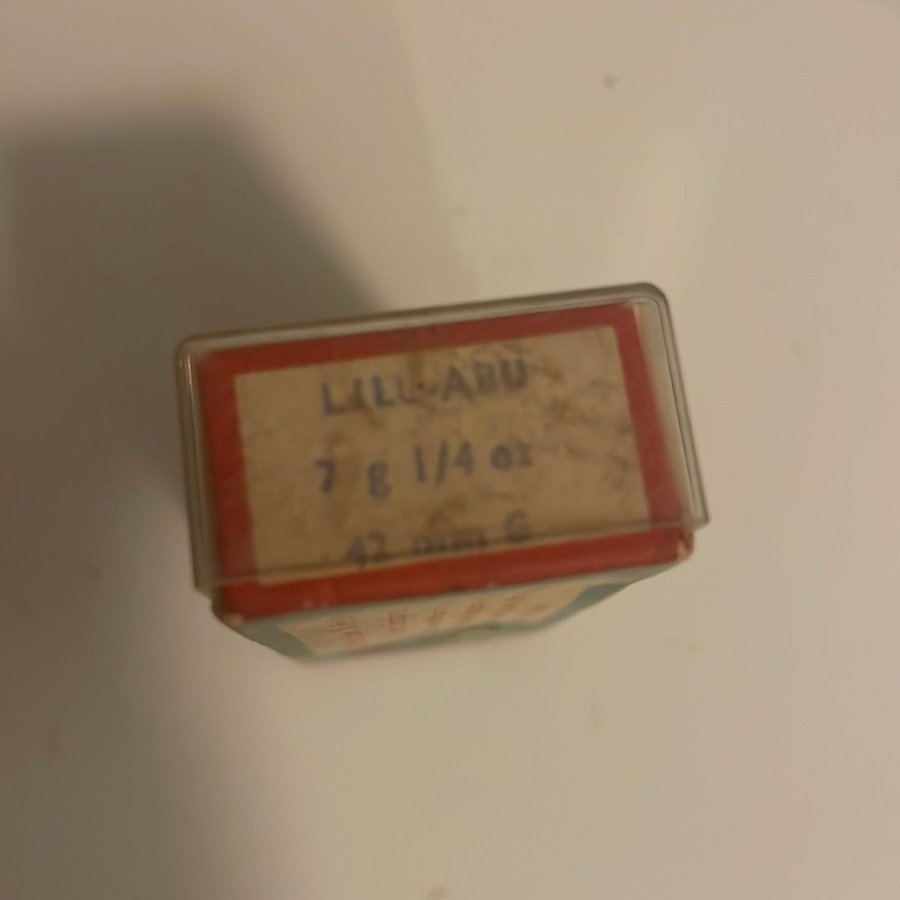 LILL-ABU
7 g 1/4 oz
42 mm G